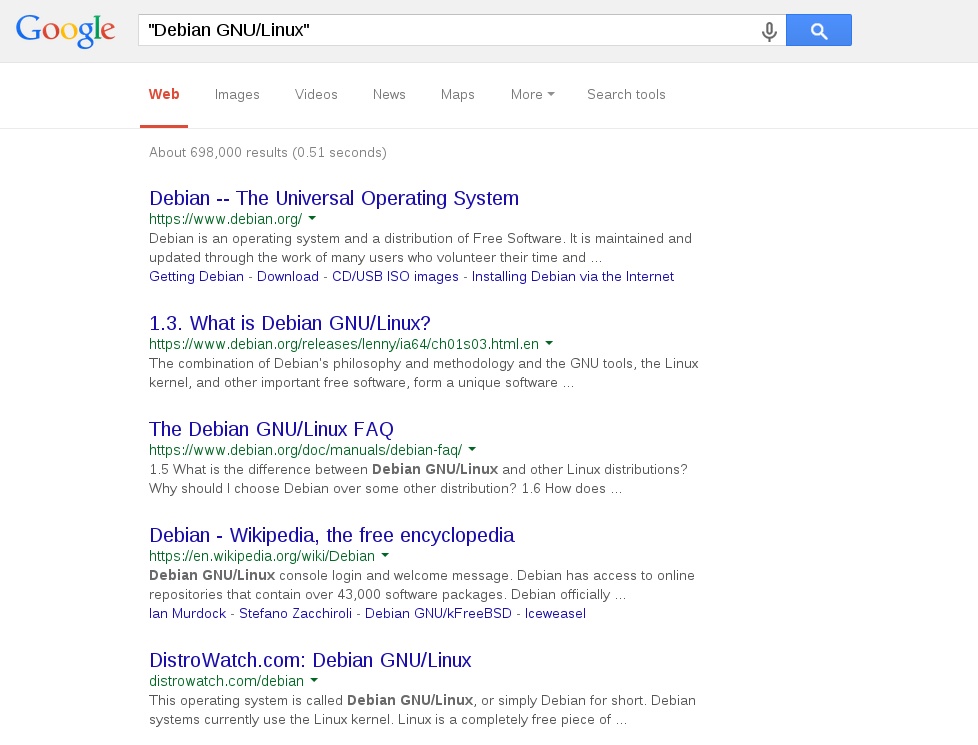 Google
"Debian GNU/Linux"
Web Images Videos News Maps More Search tools
About 698,000 results (0.51 seconds)
Debian -- The Universal Operating System
https://www.debian.org/
Debian is an operating system and a distribution of Free Software. It is maintained and
updated through the work of many users who volunteer their time and ...
Getting Debian - Download - CD/USB ISO images - Installing Debian via the Internet
1.3. What is Debian GNU/Linux?
https://www.debian.org/releases/lenny/ia64/ch01s03.html.en
The combination of Debian's philosophy and methodology and the GNU tools, the Linux
kernel, and other important free software, form a unique software ...
The Debian GNU/Linux FAQ
https://www.debian.org/doc/manuals/debian-faq/
1.5 What is the difference between Debian GNU/Linux and other Linux distributions?
Why should I choose Debian over some other distribution? 1.6 How does ...
Debian - Wikipedia, the free encyclopedia
https://en.wikipedia.org/wiki/Debian
Debian GNU/Linux console login and welcome message. Debian has access to online
repositories that contain over 43,000 software packages. Debian officially ...
Ian Murdock - Stefano Zacchiroli - Debian GNU/kFreeBSD - Iceweasel
DistroWatch.com: Debian GNU/Linux
distrowatch.com/debian
This operating system is called Debian GNU/Linux, or simply Debian for short. Debian
systems currently use the Linux kernel. Linux is a completely free piece of ...